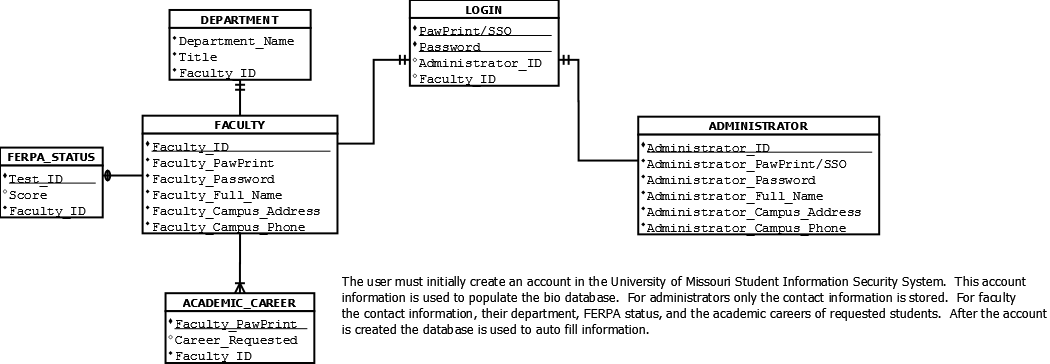 DEPARTMENT
Department_Name
Title
Faculty_ID
LOGIN
PawPrint/SSO
Password
Administrator_ID
Faculty_ID
FACULTY
Faculty_ID
Faculty_PawPrint
Faculty_Password
Faculty_Full_Name
Faculty_Campus_Address
Faculty_Campus_Phone
ADMINISTRATOR
Administrator_ID
Administrator_PawPrint/SSO
Administrator_Password
Administrator_Full_Name
Administrator_Campus_Address
Administrator_Campus_Phone
FERPA_STATUS
Test_ID
Score
Faculty_ID
ACADEMIC_CAREER
Faculty_PawPrint
Career_Requested
Faculty_ID
The user must initially create an account in the University of Missouri Student Information Security System.  This account
information is used to populate the bio database.  For administrators only the contact information is stored.  For faculty
the contact information, their department, FERPA status, and the academic careers of requested students.  After the account
is created the database is used to auto fill information.